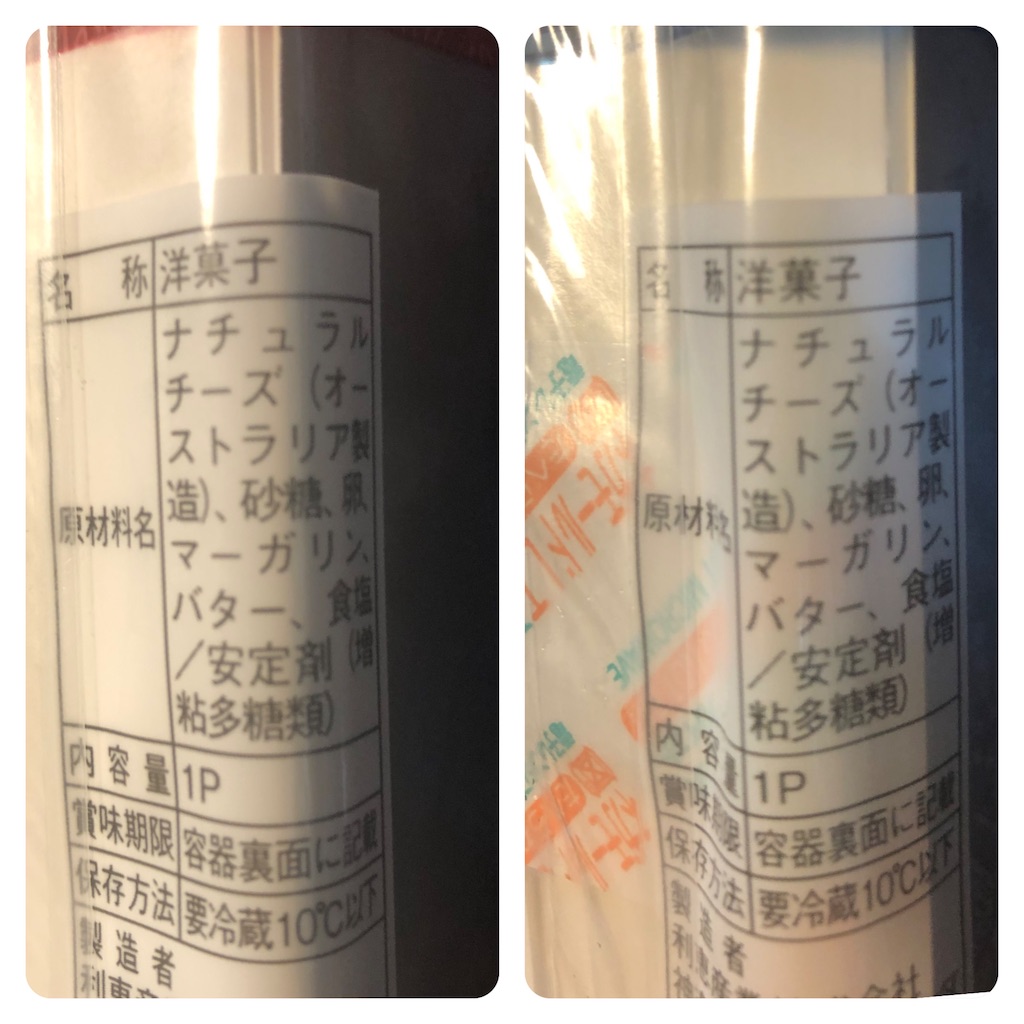 名 称 洋菓子
原材料名 ナチュラル
チーズ(オー
ストラリア製
造)、砂糖、卵、
マーガリン、
バター、食塩
/安定剤(増
粘多糖類)
内容量 1P
賞味期限 容器裏面に記載
保存方法 要冷蔵10℃以下
製造者
利恵産
名 称 洋菓子
原材料名 ナチュラル
チーズ(オー
ストラリア製
造)、砂糖、卵、
マーガリン、
バター、食塩
/安定剤(増
粘多糖類)
内容量 1P
賞味期限 容器裏面に記載
保存方法 要冷蔵10℃以下
製造者
利恵産業